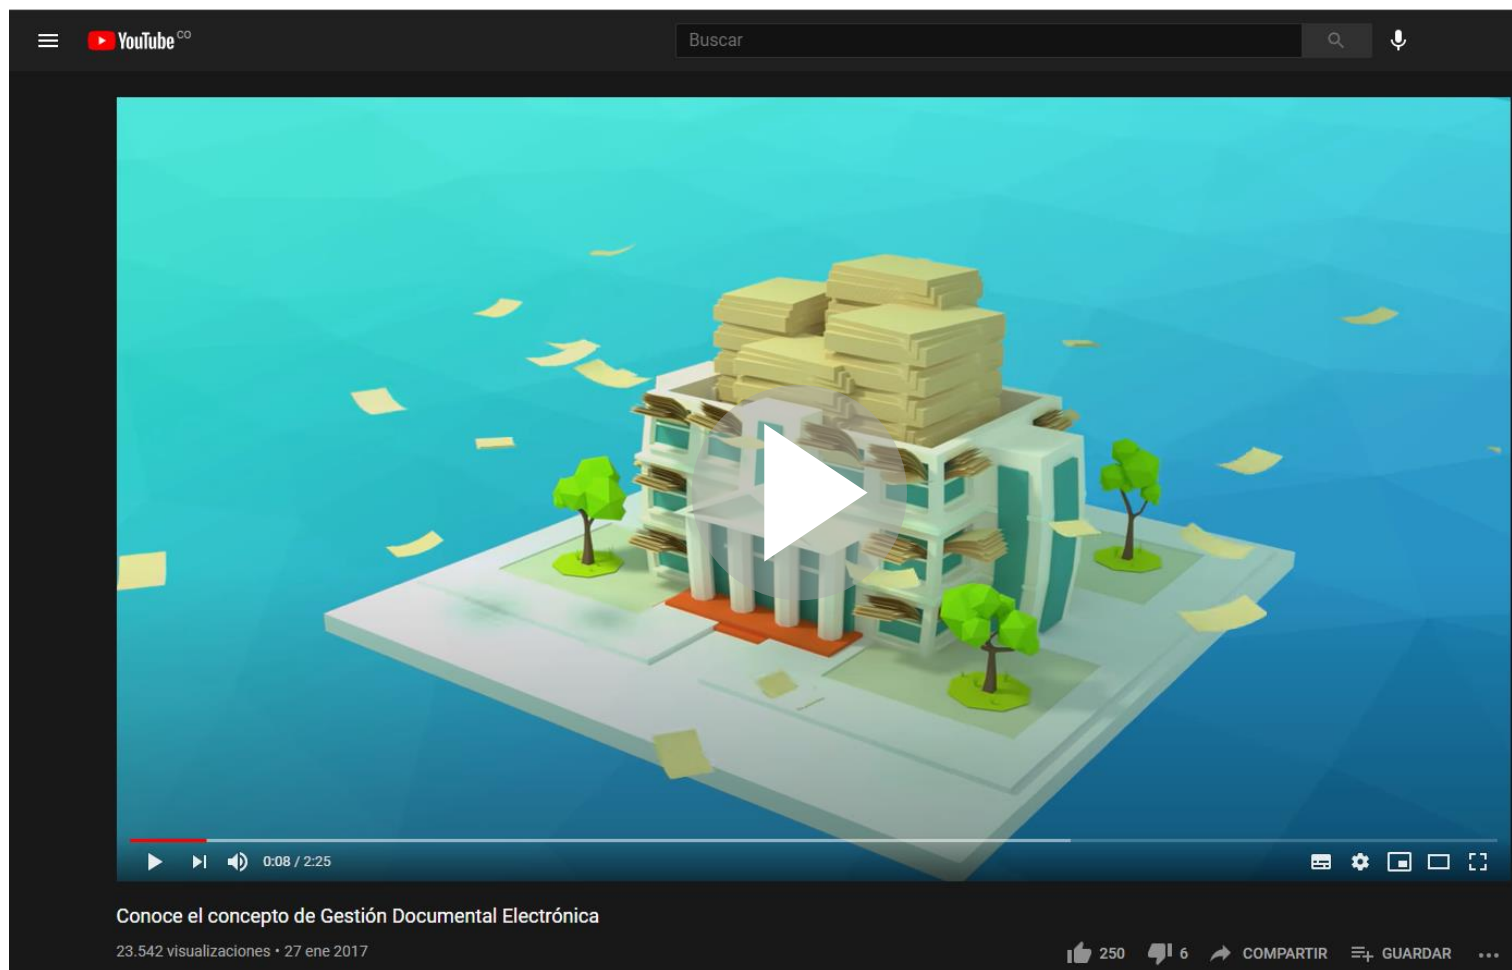 YouTube CO
Buscar
0:08 / 2:25
Conoce el concepto de Gestión Documental Electrónica
23.542 visualizaciones • 27 ene 2017
250 6 COMPARTIR GUARDAR